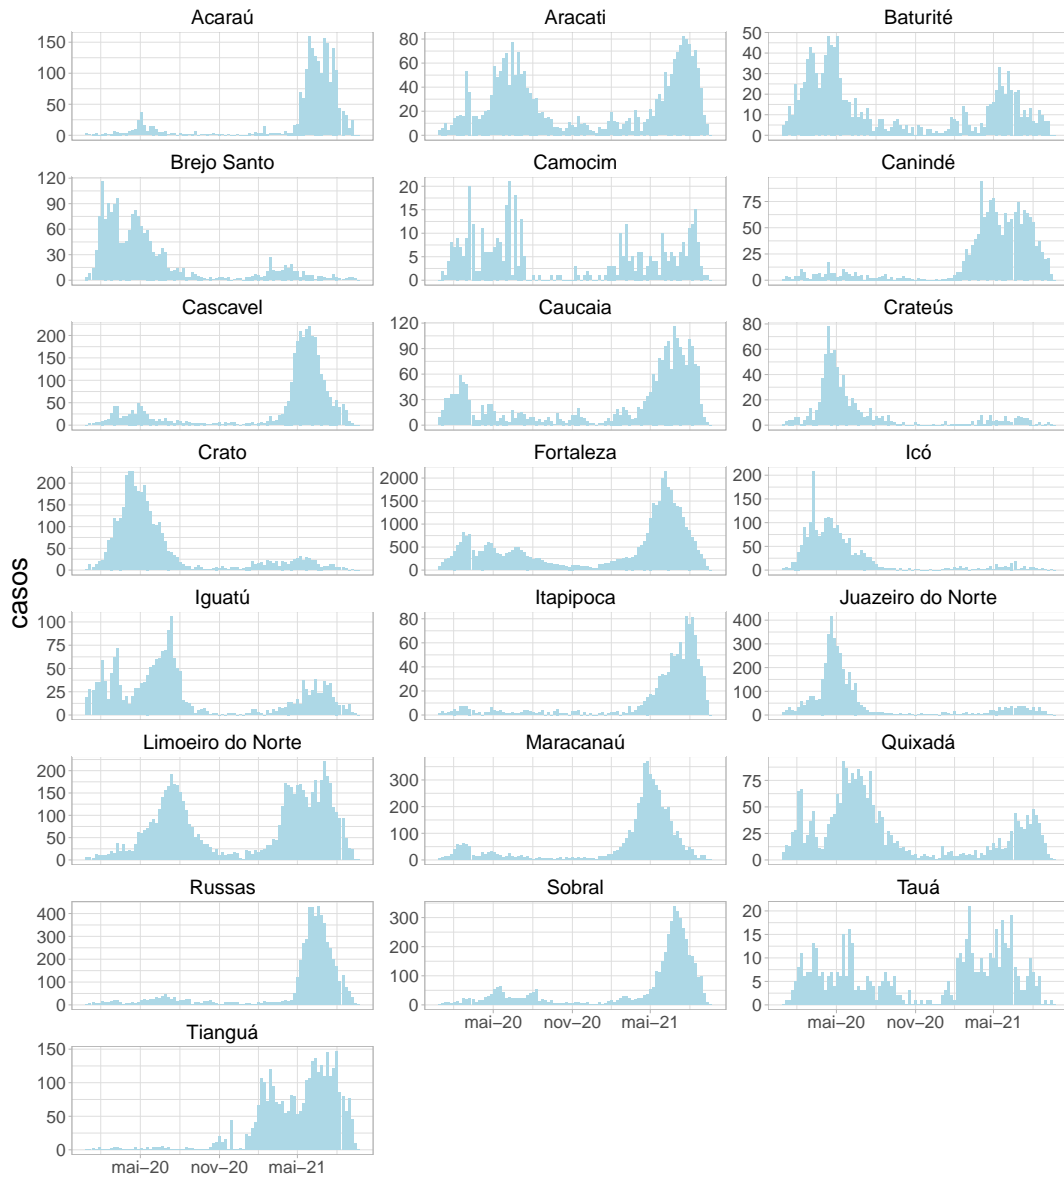 Acaraú Aracati Baturité
150 80 50
100 60 40
50 40 30
0 20 20
0 10
0
Brejo Santo Camocim Canindé
120 20 75
90 15 50
60 10 25
30 5 0
0 0
Cascavel Caucaia Crateús
200 120 80
150 90 60
100 60 40
50 30 20
0 0 0
Crato Fortaleza Icó
200 2000 200
150 1500 150
100 1000 100
50 500 50
0 0 0
casos
Iguatú Itapipoca Juazeiro do Norte
100 80 400
75 60 300
50 40 200
25 20 100
0 0 0
Limoeiro do Norte Maracanaú Quixadá
200 300 75
150 200 50
100 100 25
50 0 0
0
Russas Sobral Tauá
400 300 20
300 200 15
200 100 10
100 0 5
0 0
mai–20 nov–20 mai–21 mai–20 nov–20 mai–21
Tianguá
150
100
50
0
mai–20 nov–20 mai–21